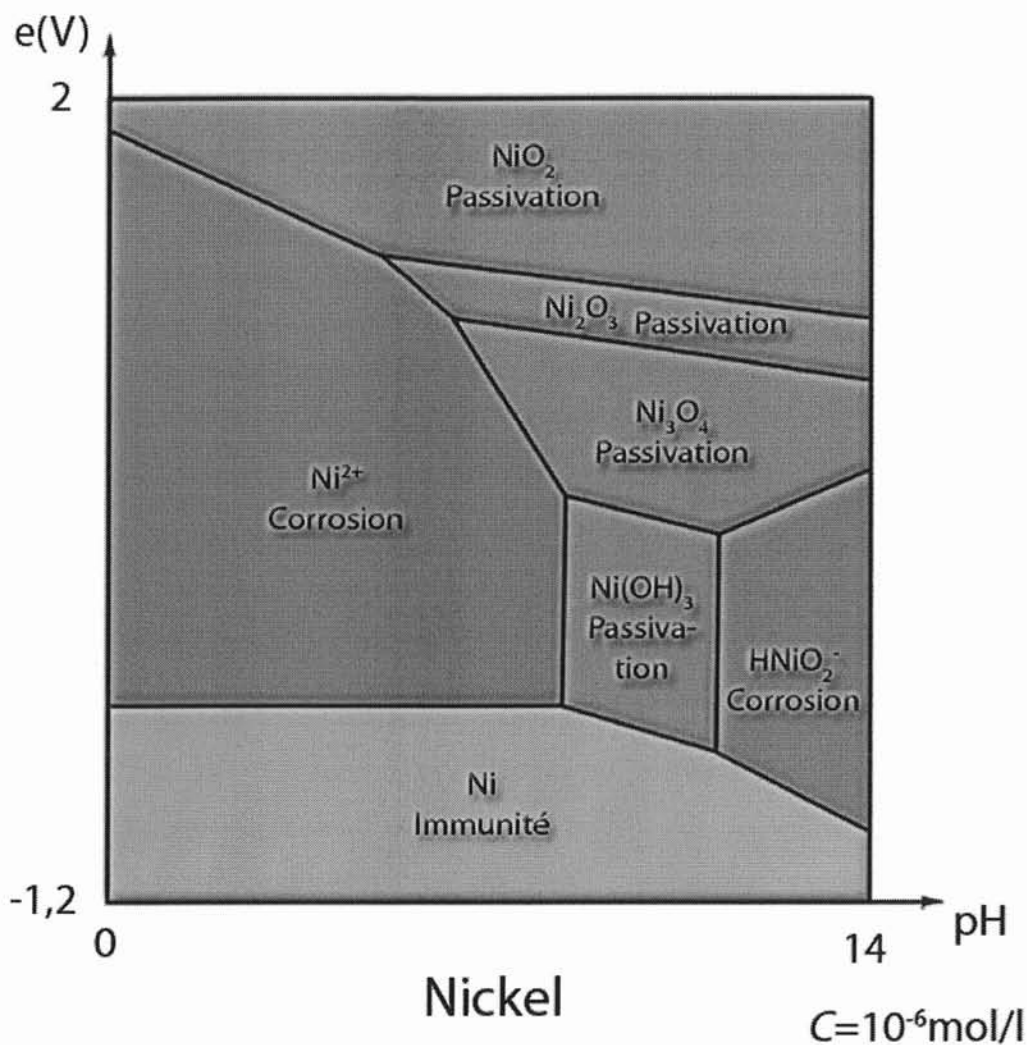 e(V)
2
NiO₂
Passivation
Ni₂O₃ Passivation
Ni₃O₄
Passivation
Ni²⁺
Corrosion
Ni(OH)₃
Passiva-
tion
HNiO₂⁻
Corrosion
Ni
Immunité
-1,2
0
14
pH
Nickel
C=10⁻⁶mol/l